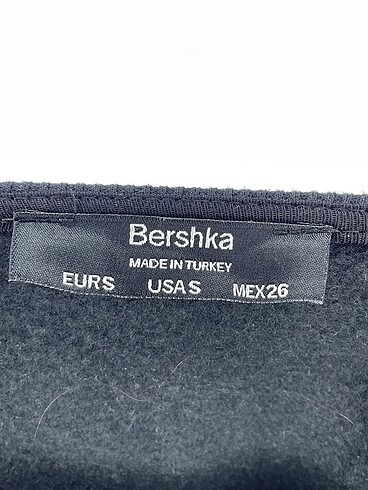 Bershka
MADE IN TURKEY
EUR S USA S MEX 26